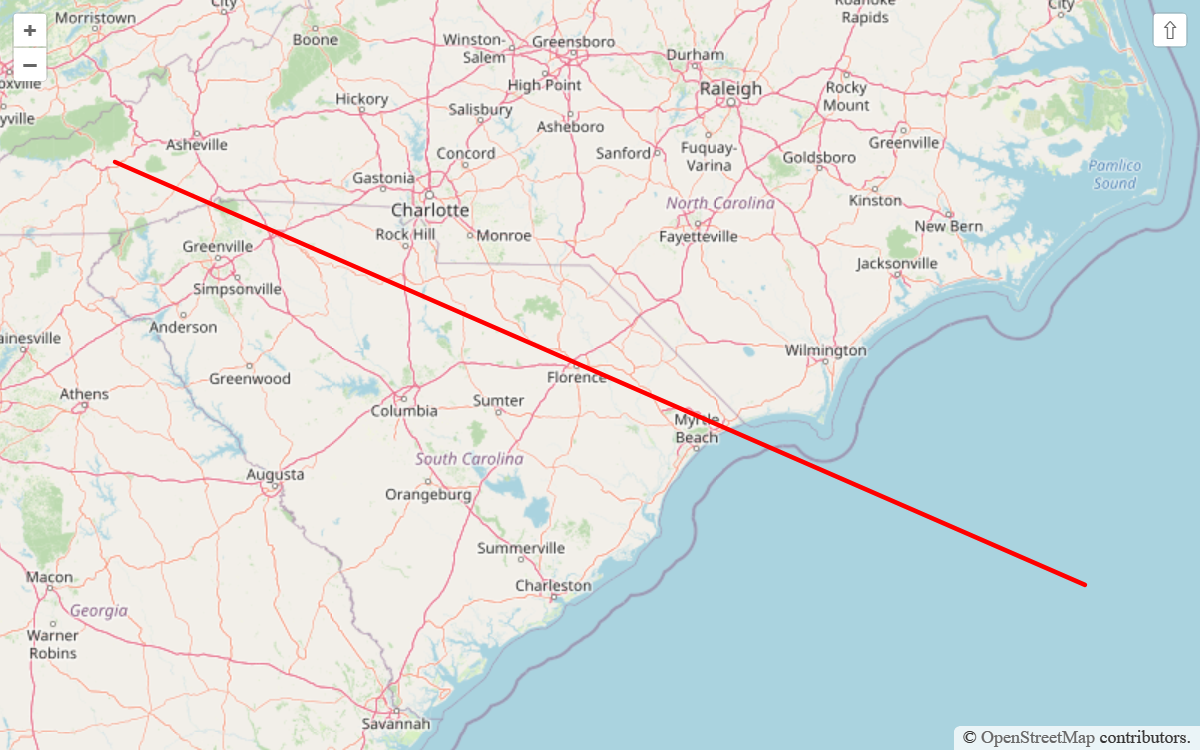 City
City
Morristown
Roanoke
Rapids
+
⇧
Boone
Winston-
Salem
Greensboro
Durham
−
oxville
High Point
Raleigh
Rocky
Mount
Hickory
Salisbury
yville
Asheboro
Asheville
Greenville
Concord
Sanford
Fuquay-
Varina
Goldsboro
Pamlico
Sound
Gastonia
Charlotte
North Carolina
Kinston
New Bern
Rock Hill
Monroe
Fayetteville
Greenville
Jacksonville
Simpsonville
Anderson
ainesville
Wilmington
Greenwood
Florence
Athens
Columbia
Sumter
Myrtle
Beach
South Carolina
Augusta
Orangeburg
Summerville
Macon
Charleston
Georgia
Warner
Robins
Savannah
© OpenStreetMap contributors.